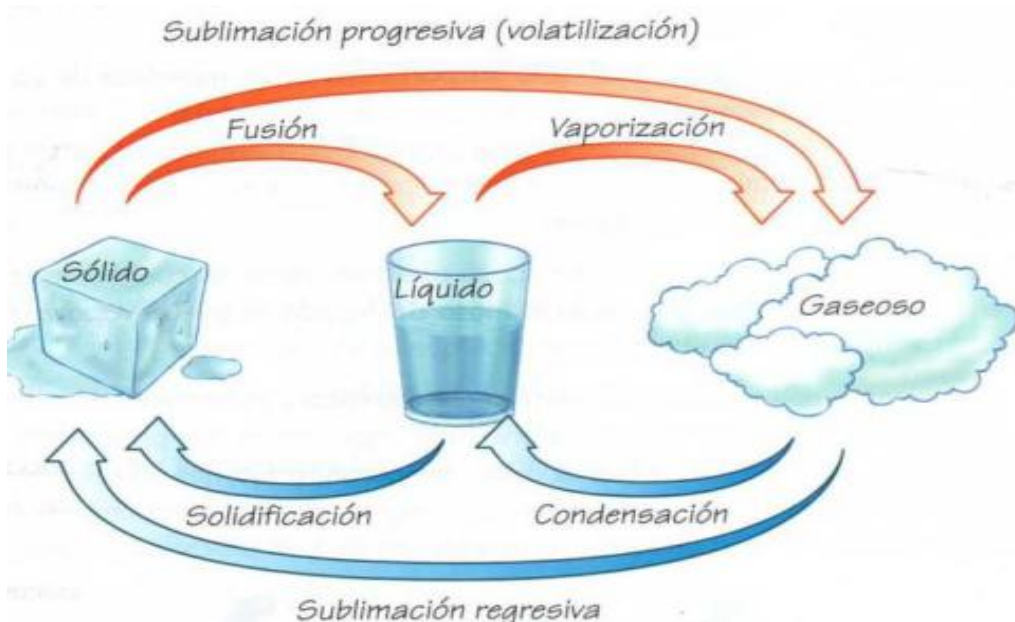 Sublimación progresiva (volatilización)
Fusión
Vaporización
Sólido
Líquido
Gaseoso
Solidificación
Condensación
Sublimación regresiva